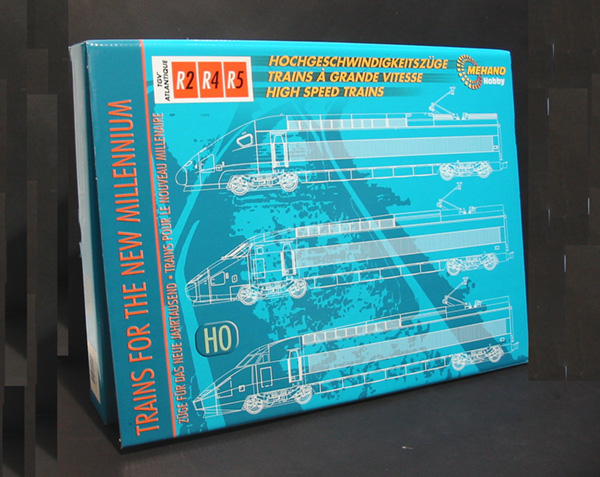 TGV
ATLANTIQUE
R2 R4 R5
HOCHGESCHWINDIGKEITSZÜGE
TRAINS À GRANDE VITESSE
HIGH SPEED TRAINS
MEHANO
Hobby
TRAINS FOR THE NEW MILLENNIUM
ZÜGE FÜR DAS NEUE JAHRTAUSEND • TRAINS POUR LE NOUVEAU MILLENAIRE
HO